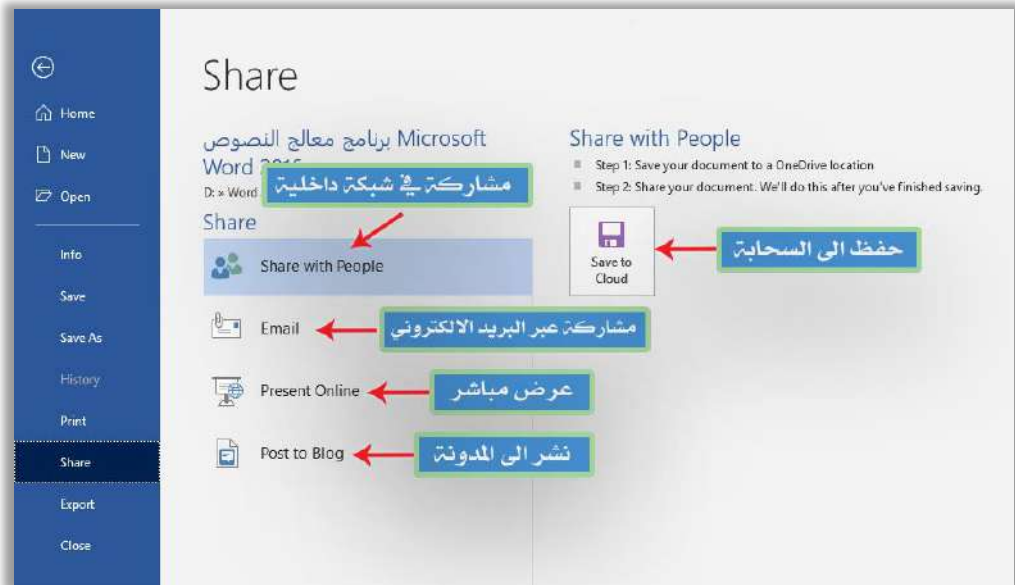 Home
New
Open
Info
Save
Save As
History
Print
Share
Export
Close
Share
برنامج معالج النصوص Microsoft
Word
D: » Word
مشاركة في شبكة داخلية
Share
Share with People
Email
مشاركة عبر البريد الالكتروني
Present Online
عرض مباشر
Post to Blog
نشر الى المدونة
Share with People
Step 1: Save your document to a OneDrive location
Step 2: Share your document. We'll do this after you've finished saving.
Save to
Cloud
حفظ الى السحابة